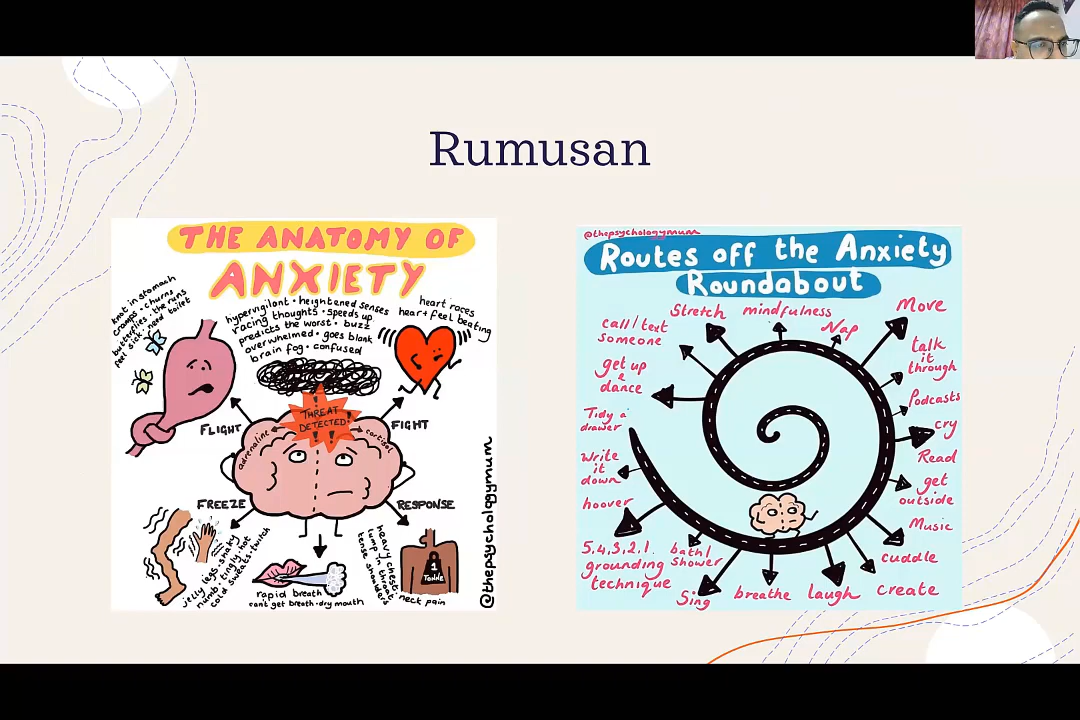 Rumusan
THE ANATOMY OF
ANXIETY
knot in stomach
cramps • churns
butterflies • the runs
feel sick • need toilet
hypervigilant • heightened senses
racing thoughts • speeds up
predicts the worst • buzz
overwhelmed • goes blank
brain fog • confused
heart races
heart feel beating
THREAT
DETECTED
adrenaline
cortisol
FLIGHT
FIGHT
FREEZE
RESPONSE
jelly legs • shaky
numb • tingly • hot
cold sweats • twitch
rapid breath
can't get breath • dry mouth
heavy chest
lump in throat
tense shoulders
neck pain
1
TONNE
@thepsychologymum
@thepsychologymum
Routes off the Anxiety
Roundabout
Stretch
mindfulness
Nap
Move
call/text
someone
talk
it
through
get up
&
dance
Podcasts
Tidy a
drawer
cry
Write
it
down
Read
get
outside
hoover
Music
5,4,3,2,1.
grounding
technique
bath/
shower
cuddle
Sing
breathe
laugh
create